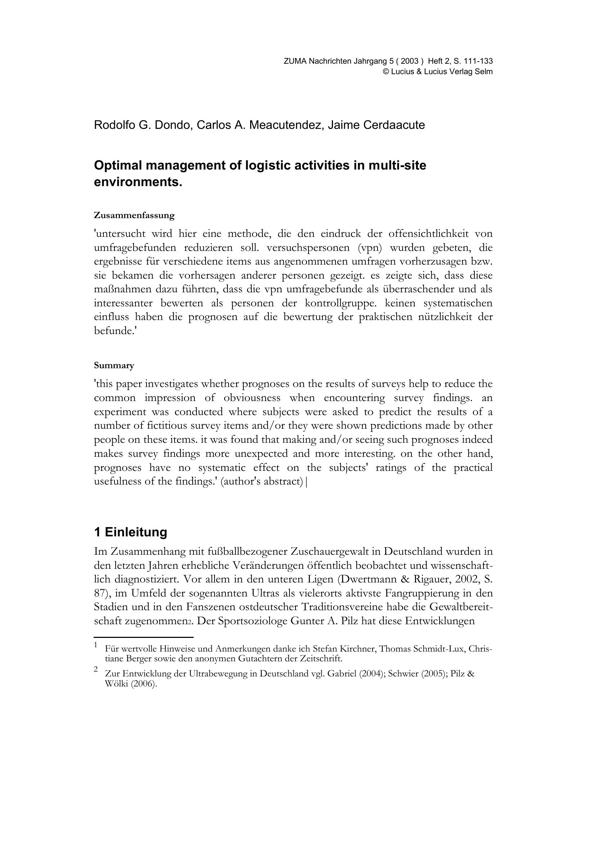 ZUMA Nachrichten Jahrgang 5 ( 2003 ) Heft 2, S. 111-133
© Lucius & Lucius Verlag Selm
Rodolfo G. Dondo, Carlos A. Meacutendez, Jaime Cerdaacute
Optimal management of logistic activities in multi-site
environments.
Zusammenfassung
'untersucht wird hier eine methode, die den eindruck der offensichtlichkeit von
umfragebefunden reduzieren soll. versuchspersonen (vpn) wurden gebeten, die
ergebnisse für verschiedene items aus angenommenen umfragen vorherzusagen bzw.
sie bekamen die vorhersagen anderer personen gezeigt. es zeigte sich, dass diese
maßnahmen dazu führten, dass die vpn umfragebefunde als überraschender und als
interessanter bewerten als personen der kontrollgruppe. keinen systematischen
einfluss haben die prognosen auf die bewertung der praktischen nützlichkeit der
befunde.'
Summary
'this paper investigates whether prognoses on the results of surveys help to reduce the
common impression of obviousness when encountering survey findings. an
experiment was conducted where subjects were asked to predict the results of a
number of fictitious survey items and/or they were shown predictions made by other
people on these items. it was found that making and/or seeing such prognoses indeed
makes survey findings more unexpected and more interesting. on the other hand,
prognoses have no systematic effect on the subjects' ratings of the practical
usefulness of the findings.' (author's abstract)|
1 Einleitung
Im Zusammenhang mit fußballbezogener Zuschauergewalt in Deutschland wurden in
den letzten Jahren erhebliche Veränderungen öffentlich beobachtet und wissenschaft-
lich diagnostiziert. Vor allem in den unteren Ligen (Dwertmann & Rigauer, 2002, S.
87), im Umfeld der sogenannten Ultras als vielerorts aktivste Fangruppierung in den
Stadien und in den Fanszenen ostdeutscher Traditionsvereine habe die Gewaltbereit-
schaft zugenommen2. Der Sportsoziologe Gunter A. Pilz hat diese Entwicklungen
1 Für wertvolle Hinweise und Anmerkungen danke ich Stefan Kirchner, Thomas Schmidt-Lux, Chris-
tiane Berger sowie den anonymen Gutachtern der Zeitschrift.
2 Zur Entwicklung der Ultrabewegung in Deutschland vgl. Gabriel (2004); Schwier (2005); Pilz &
Wölki (2006).